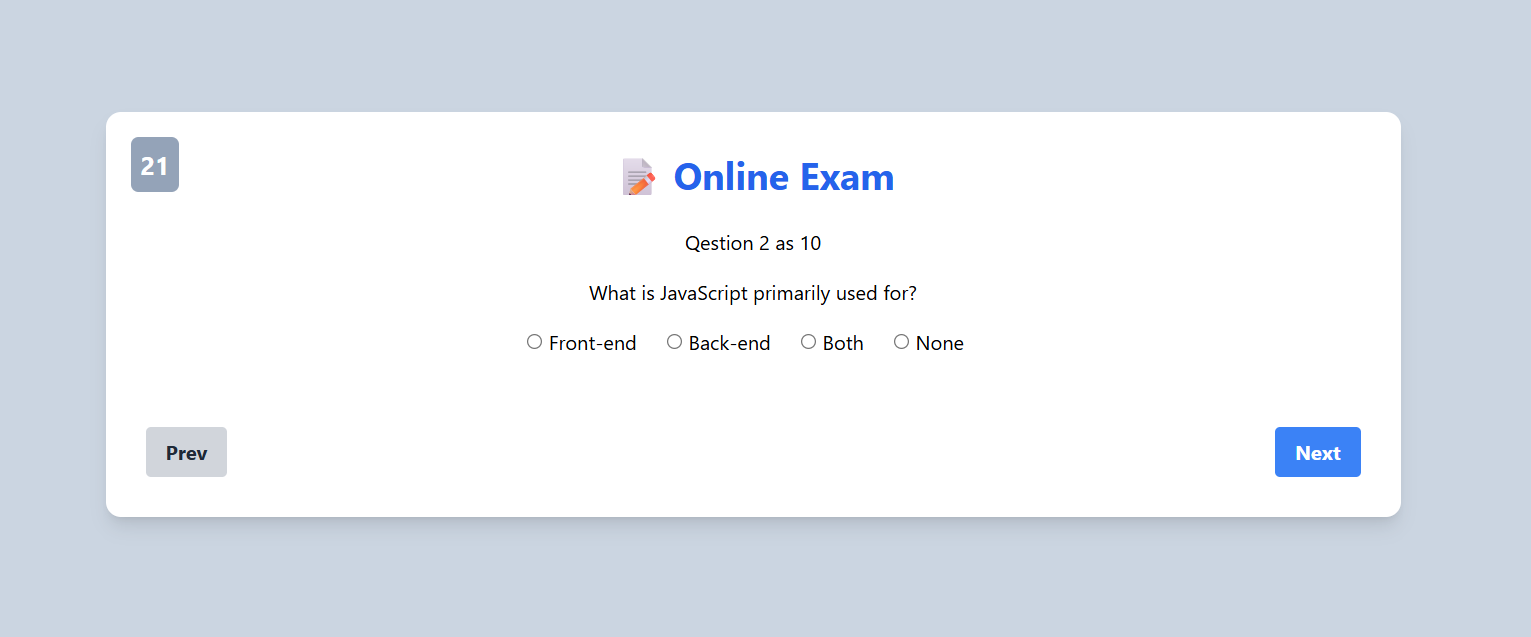 21
Online Exam
Qestion 2 as 10
What is JavaScript primarily used for?
Front-end Back-end Both None
Prev Next